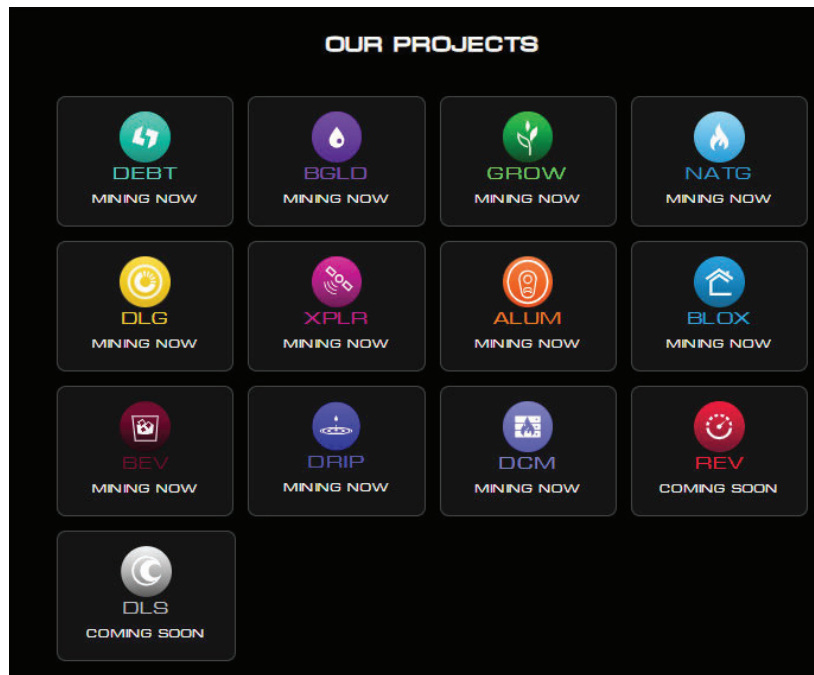 OUR PROJECTS
DEBT
MINING NOW
BGLD
MINING NOW
GROW
MINING NOW
NATG
MINING NOW
DLG
MINING NOW
XPLR
MINING NOW
ALUM
MINING NOW
BLOX
MINING NOW
BEV
MINING NOW
DRIP
MINING NOW
DCM
MINING NOW
REV
COMING SOON
DLS
COMING SOON